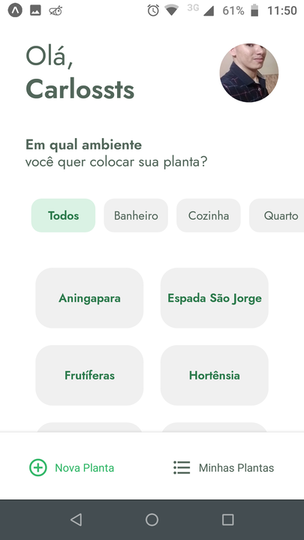 3G 61% 11:50
Olá,
Carlossts
Em qual ambiente
você quer colocar sua planta?
Todos Banheiro Cozinha Quarto
Aningapara Espada São Jorge
Frutíferas Hortênsia
Nova Planta Minhas Plantas